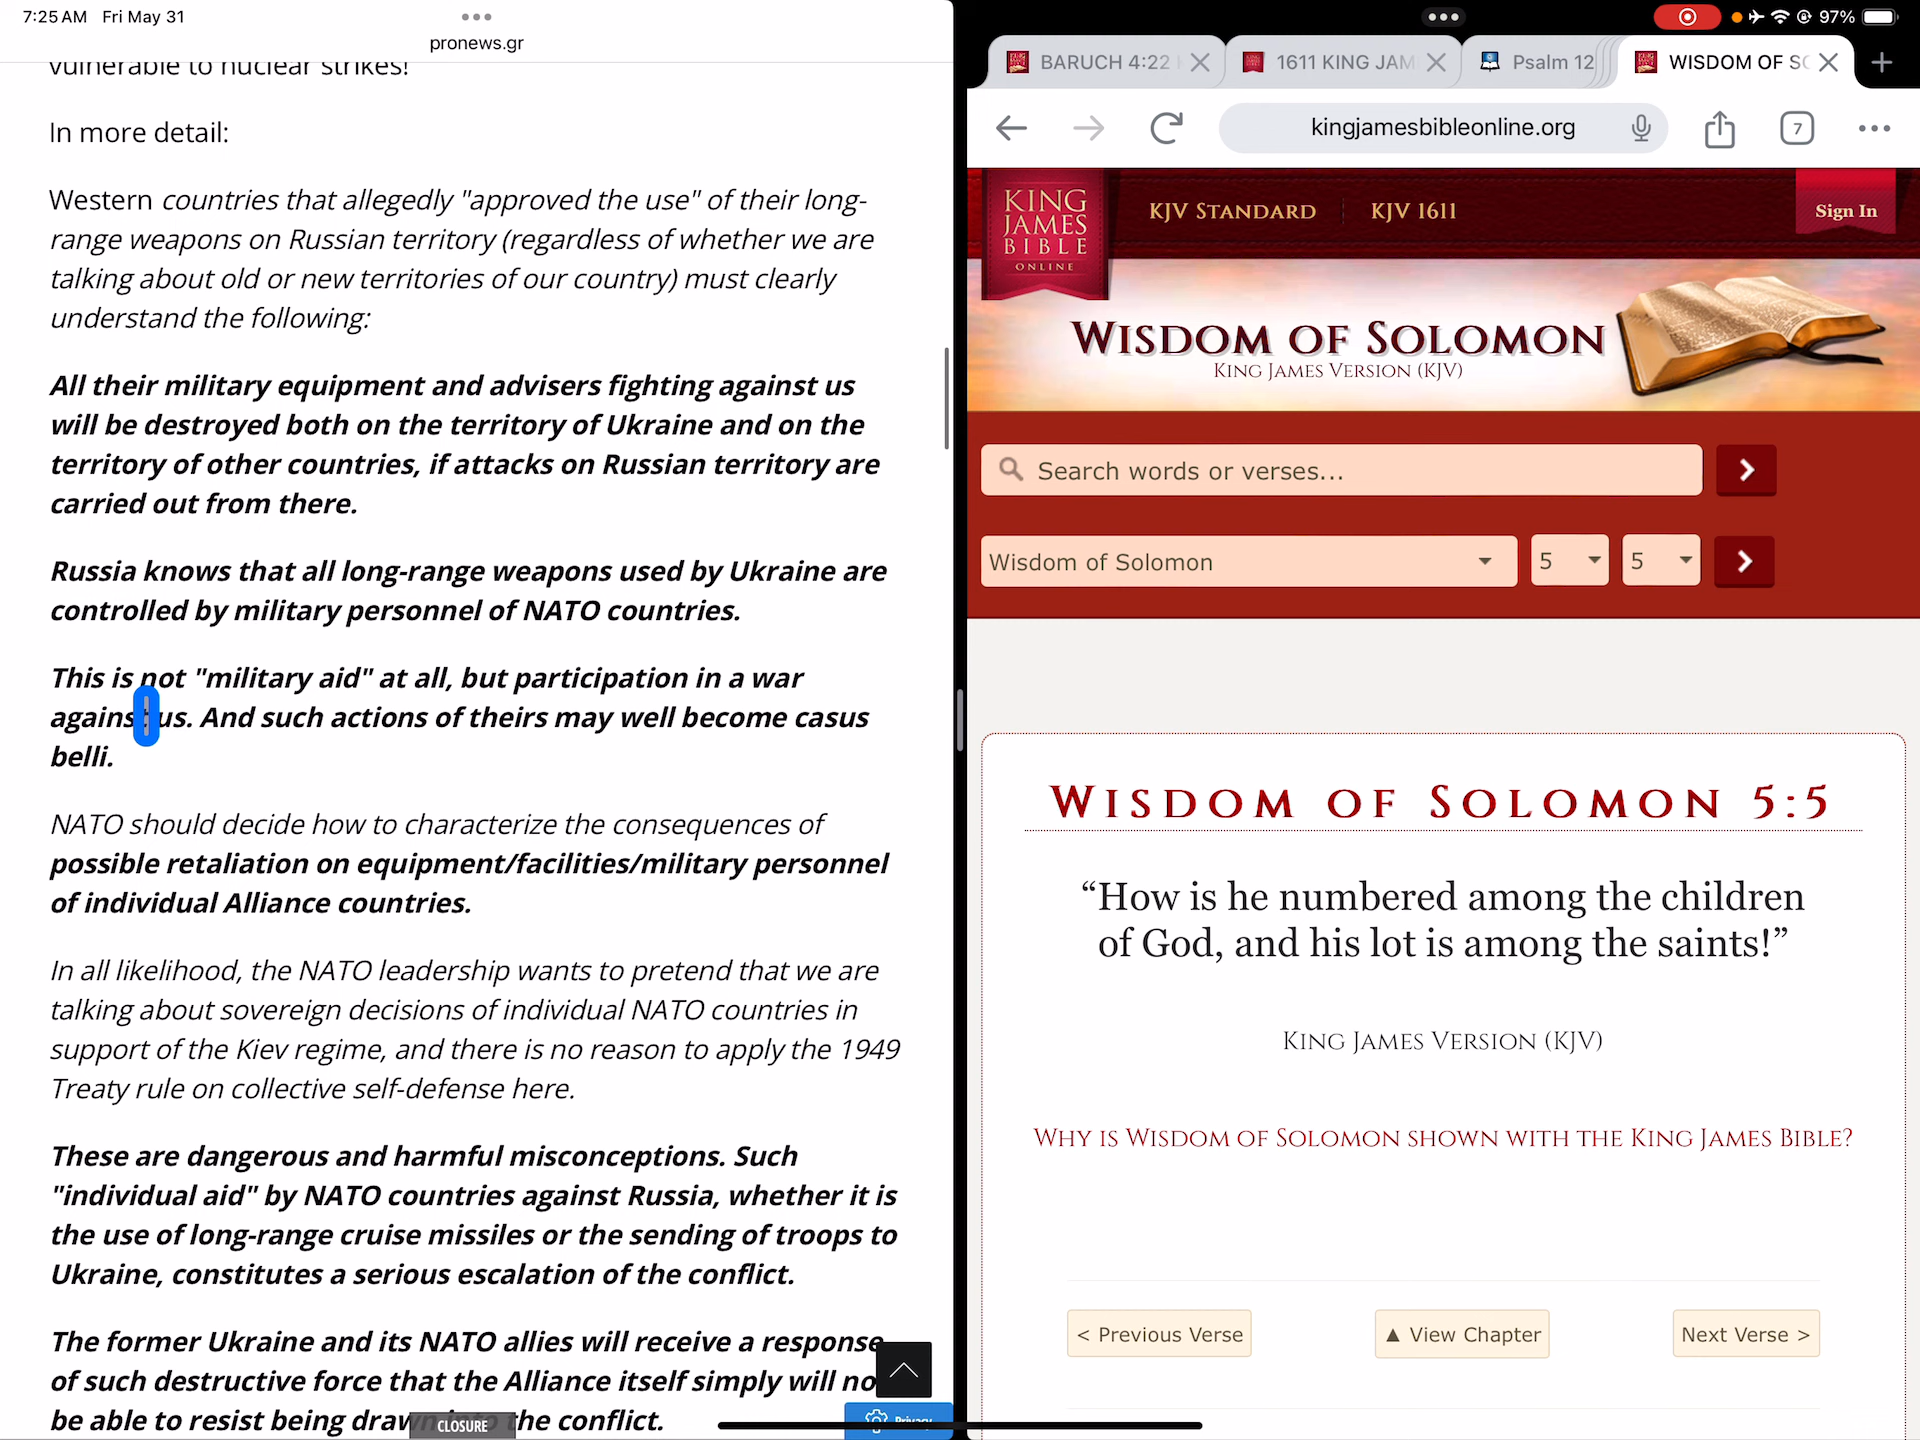 7:25 AM Fri May 31
pronews.gr
vulnerable to nuclear strikes!
In more detail:
Western countries that allegedly "approved the use" of their long-
range weapons on Russian territory (regardless of whether we are
talking about old or new territories of our country) must clearly
understand the following:
All their military equipment and advisers fighting against us
will be destroyed both on the territory of Ukraine and on the
territory of other countries, if attacks on Russian territory are
carried out from there.
Russia knows that all long-range weapons used by Ukraine are
controlled by military personnel of NATO countries.
This is not "military aid" at all, but participation in a war
against us. And such actions of theirs may well become casus
belli.
NATO should decide how to characterize the consequences of
possible retaliation on equipment/facilities/military personnel
of individual Alliance countries.
In all likelihood, the NATO leadership wants to pretend that we are
talking about sovereign decisions of individual NATO countries in
support of the Kiev regime, and there is no reason to apply the 1949
Treaty rule on collective self-defense here.
These are dangerous and harmful misconceptions. Such
"individual aid" by NATO countries against Russia, whether it is
the use of long-range cruise missiles or the sending of troops to
Ukraine, constitutes a serious escalation of the conflict.
The former Ukraine and its NATO allies will receive a response
of such destructive force that the Alliance itself simply will no
be able to resist being drawn into the conflict.
CLOSURE
Privacy
97%
BARUCH 4:22
1611 KING JAM
Psalm 12
WISDOM OF SO
kingjamesbibleonline.org
7
KING
JAMES
BIBLE
ONLINE
KJV STANDARD
KJV 1611
Sign In
WISDOM OF SOLOMON
KING JAMES VERSION (KJV)
Search words or verses...
Wisdom of Solomon 5 5
WISDOM OF SOLOMON 5:5
“How is he numbered among the children
of God, and his lot is among the saints!”
KING JAMES VERSION (KJV)
WHY IS WISDOM OF SOLOMON SHOWN WITH THE KING JAMES BIBLE?
< Previous Verse
▲ View Chapter
Next Verse >